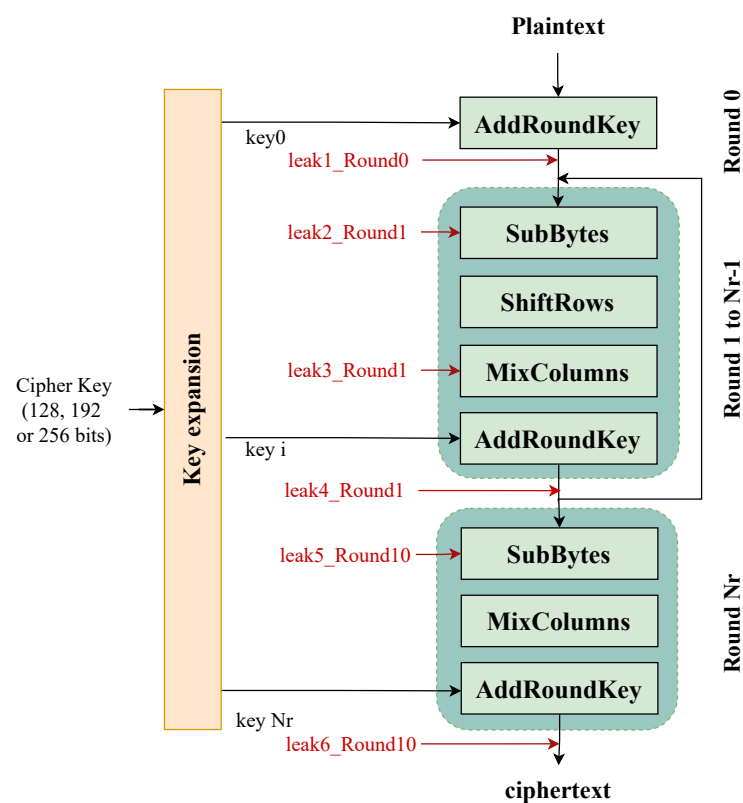 Plaintext
AddRoundKey
Round 0
key0
leak1_Round0
leak2_Round1
SubBytes
ShiftRows
Round 1 to Nr-1
leak3_Round1
MixColumns
Cipher Key
(128, 192
or 256 bits)
Key expansion
AddRoundKey
key i
leak4_Round1
leak5_Round10
SubBytes
MixColumns
Round Nr
AddRoundKey
key Nr
leak6_Round10
ciphertext